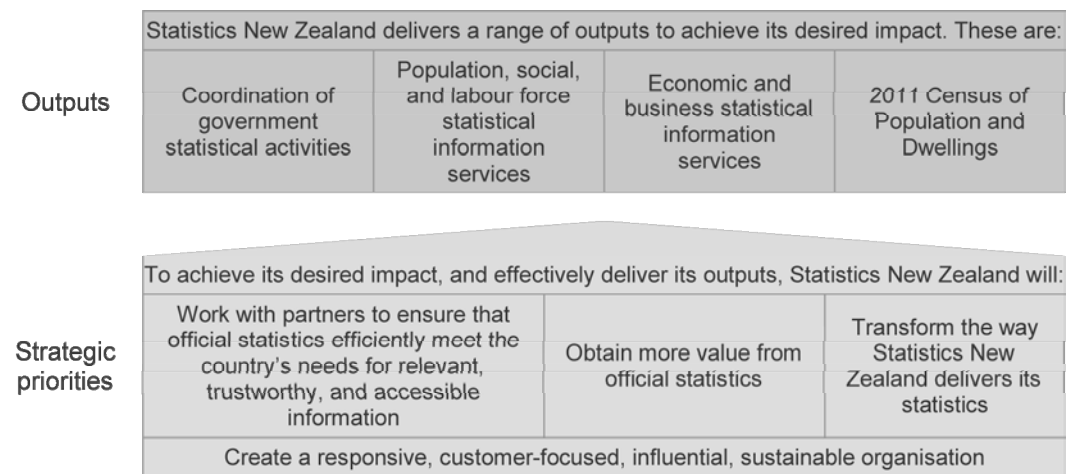 Statistics New Zealand delivers a range of outputs to achieve its desired impact. These are:
Outputs
Coordination of
government
statistical activities
Population, social,
and labour force
statistical
information
services
Economic and
business statistical
information
services
2011 Census of
Population and
Dwellings
To achieve its desired impact, and effectively deliver its outputs, Statistics New Zealand will:
Strategic
priorities
Work with partners to ensure that
official statistics efficiently meet the
country's needs for relevant,
trustworthy, and accessible
information
Obtain more value from
official statistics
Transform the way
Statistics New
Zealand delivers its
statistics
Create a responsive, customer-focused, influential, sustainable organisation